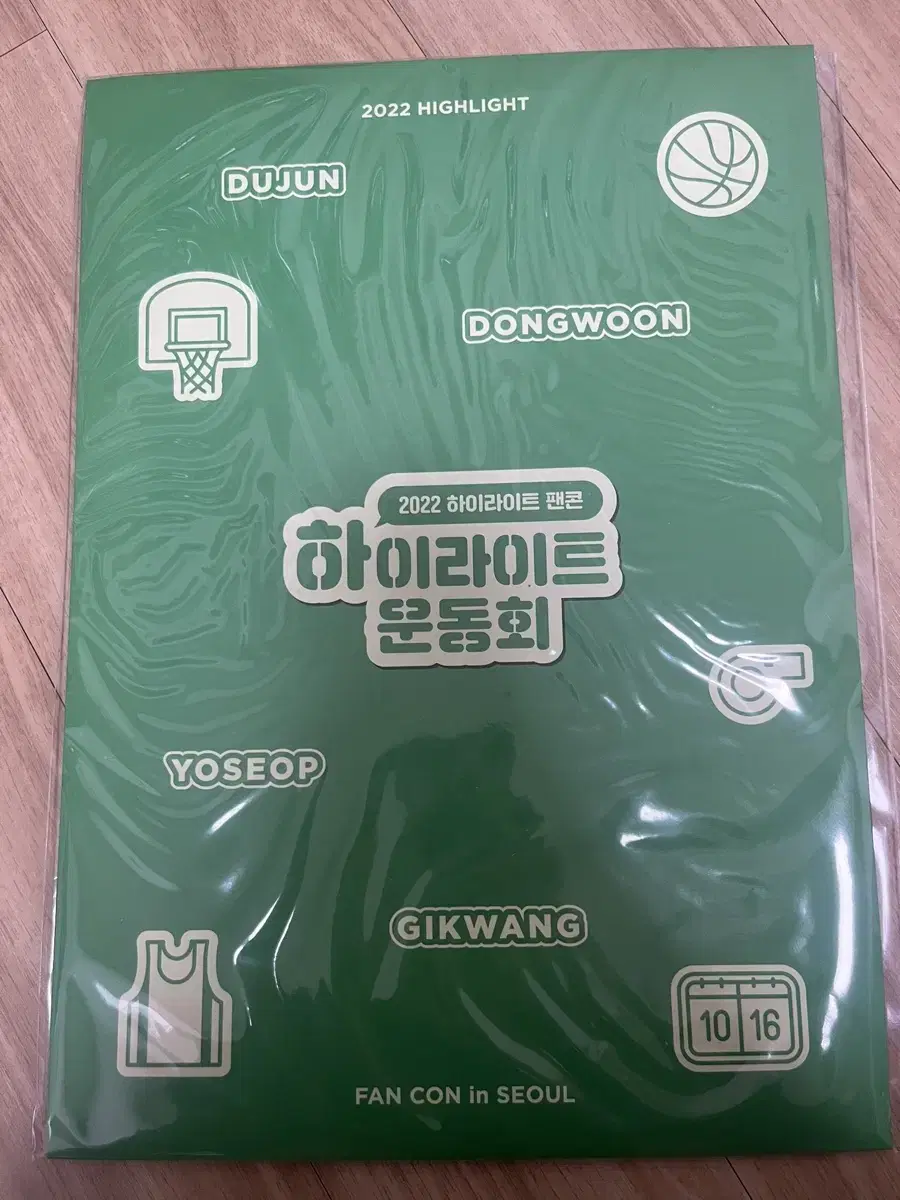 2022 HIGHLIGHT
DUJUN
DONGWOON
2022 하이라이트 팬콘
하이라이트
운동회
YOSEOP
GIKWANG
10 16
FAN CON in SEOUL